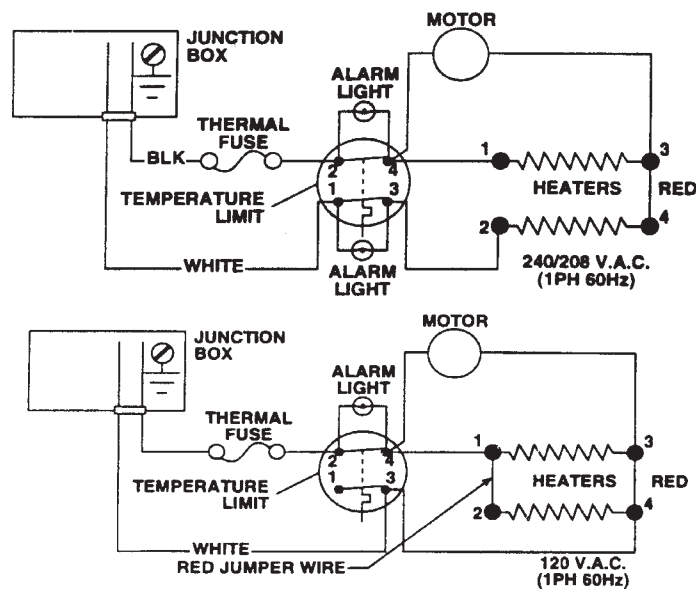 MOTOR
JUNCTION
BOX
ALARM
LIGHT
THERMAL
FUSE
BLK
2 4
1 3
TEMPERATURE
LIMIT
1 3
HEATERS RED
2 4
WHITE
ALARM
LIGHT
240/208 V.A.C.
(1PH 60Hz)
MOTOR
JUNCTION
BOX
ALARM
LIGHT
THERMAL
FUSE
2 4
1 3
TEMPERATURE
LIMIT
1 3
HEATERS RED
2 4
WHITE
RED JUMPER WIRE
120 V.A.C.
(1PH 60Hz)